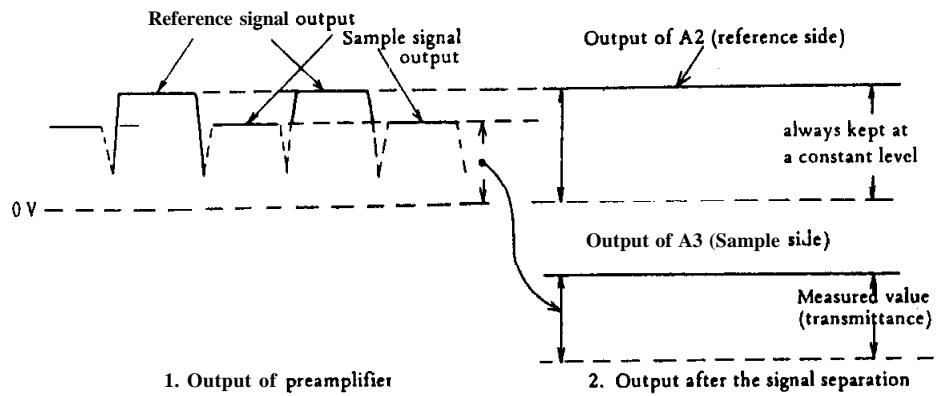 Reference signal output
Sample signal
output
Output of A2 (reference side)
always kept at
a constant level
0 V
Output of A3 (Sample side)
Measured value
(transmittance)
1. Output of preamplifier
2. Output after the signal separation